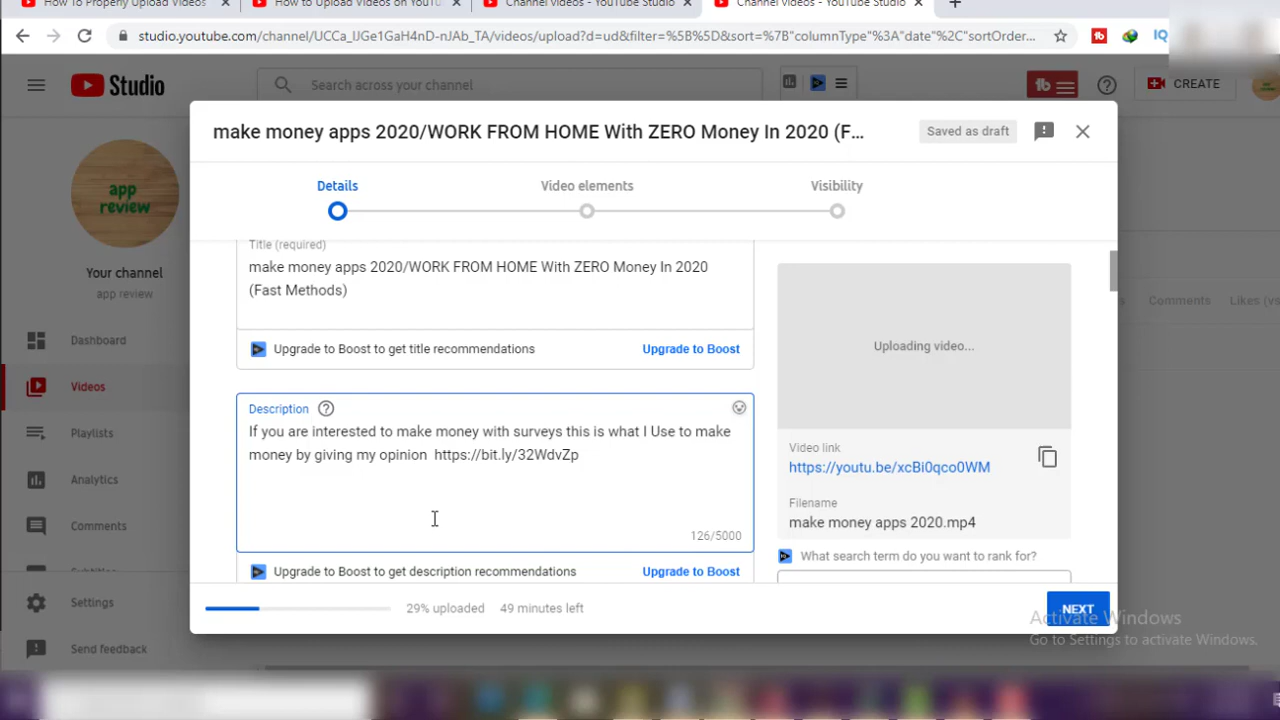 How To Properly Upload Videos
How to Upload Videos on YouTu
Channel videos - YouTube Studio
Channel videos - YouTube Studio
studio.youtube.com/channel/UCCa_IJGe1GaH4nD-nJAb_TA/videos/upload?d=ud&filter=%5B%5D&sort=%7B"columnType"%3A"date"%2C"sortOrder...
Studio
Search across your channel
CREATE
make money apps 2020/WORK FROM HOME With ZERO Money In 2020 (F...
Saved as draft
Details
Video elements
Visibility
app
review
Your channel
app review
Dashboard
Videos
Playlists
Analytics
Comments
Settings
Send feedback
Title (required)
make money apps 2020/WORK FROM HOME With ZERO Money In 2020
(Fast Methods)
Upgrade to Boost to get title recommendations
Upgrade to Boost
Description
If you are interested to make money with surveys this is what I Use to make
money by giving my opinion  https://bit.ly/32WdvZp
126/5000
Upgrade to Boost to get description recommendations
Upgrade to Boost
Uploading video...
Video link
https://youtu.be/xcBi0qco0WM
Filename
make money apps 2020.mp4
What search term do you want to rank for?
Comments
Likes (vs
29% uploaded
49 minutes left
NEXT
Activate Windows
Go to Settings to activate Windows.